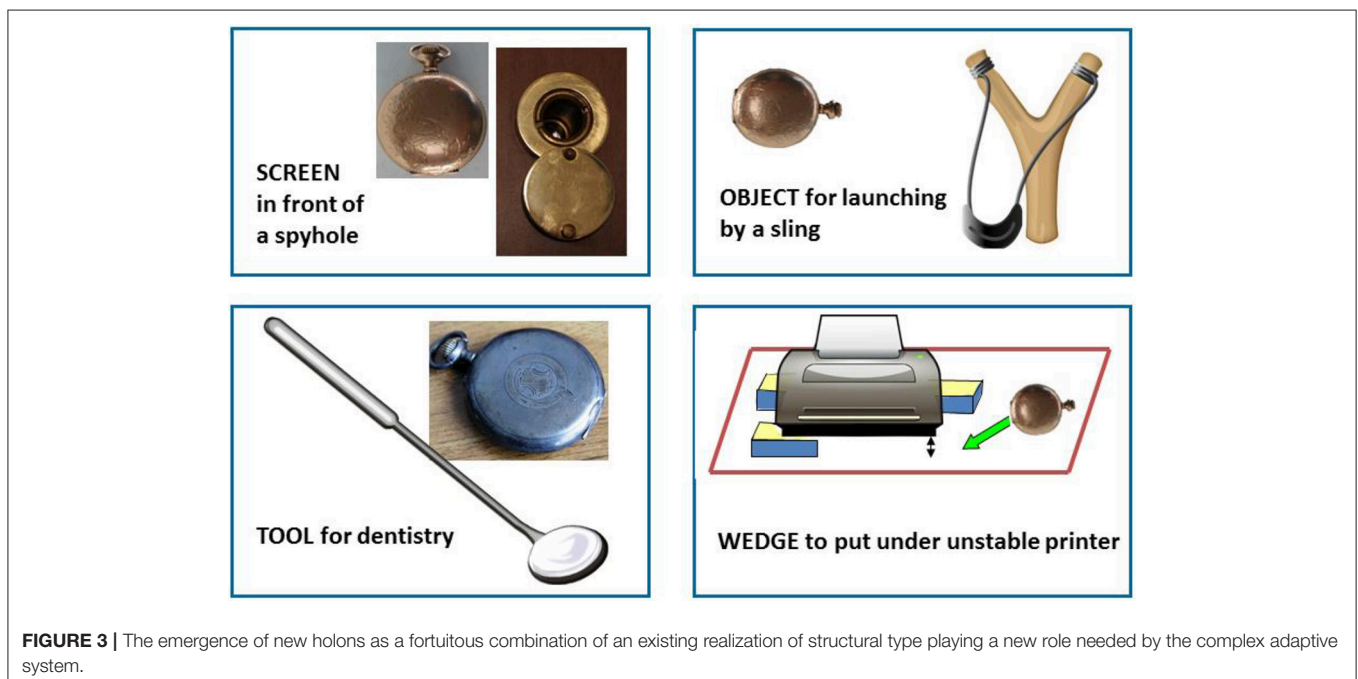 SCREEN
in front of
a spyhole
OBJECT for launching
by a sling
TOOL for dentistry
WEDGE to put under unstable printer
FIGURE 3 | The emergence of new holons as a fortuitous combination of an existing realization of structural type playing a new role needed by the complex adaptive
system.